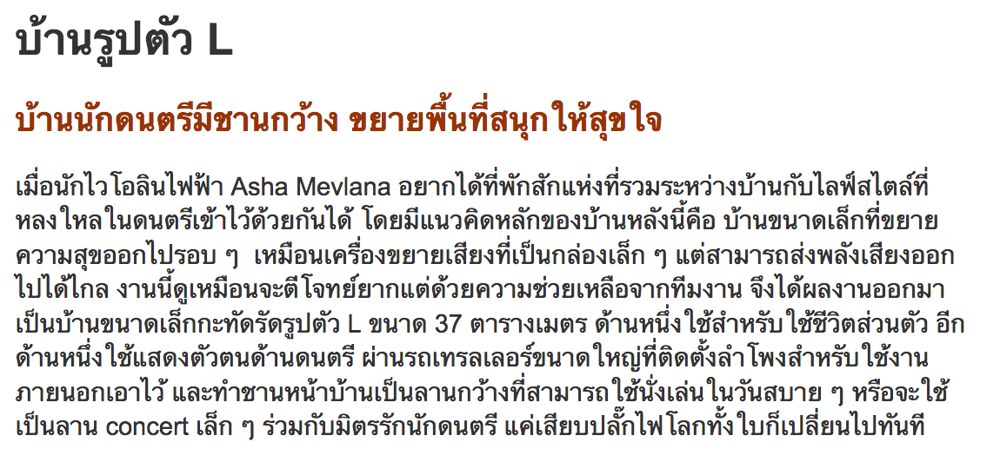 บ้านรูปตัว L
บ้านนักดนตรีมีชานกว้าง ขยายพื้นที่สนุกให้สุขใจ
เมื่อนักไวโอลินไฟฟ้า Asha Mevlana อยากได้ที่พักสักแห่งที่รวมระหว่างบ้านกับไลฟ์สไตล์ที่
หลงใหลในดนตรีเข้าไว้ด้วยกันได้ โดยมีแนวคิดหลักของบ้านหลังนี้คือ บ้านขนาดเล็กที่ขยาย
ความสุขออกไปรอบ ๆ เหมือนเครื่องขยายเสียงที่เป็นกล่องเล็ก ๆ แต่สามารถส่งพลังเสียงออก
ไปได้ไกล งานนี้ดูเหมือนจะตีโจทย์ยากแต่ด้วยความช่วยเหลือจากทีมงาน จึงได้ผลงานออกมา
เป็นบ้านขนาดเล็กกะทัดรัดรูปตัว L ขนาด 37 ตารางเมตร ด้านหนึ่งใช้สำหรับใช้ชีวิตส่วนตัว อีก
ด้านหนึ่งใช้แสดงตัวตนด้านดนตรี ผ่านรถเทรลเลอร์ขนาดใหญ่ที่ติดตั้งลำโพงสำหรับใช้งาน
ภายนอกเอาไว้ และทำชานหน้าบ้านเป็นลานกว้างที่สามารถใช้นั่งเล่นในวันสบาย ๆ หรือจะใช้
เป็นลาน concert เล็ก ๆ ร่วมกับมิตรรักนักดนตรี แค่เสียบปลั๊กไฟโลกทั้งใบก็เปลี่ยนไปทันที